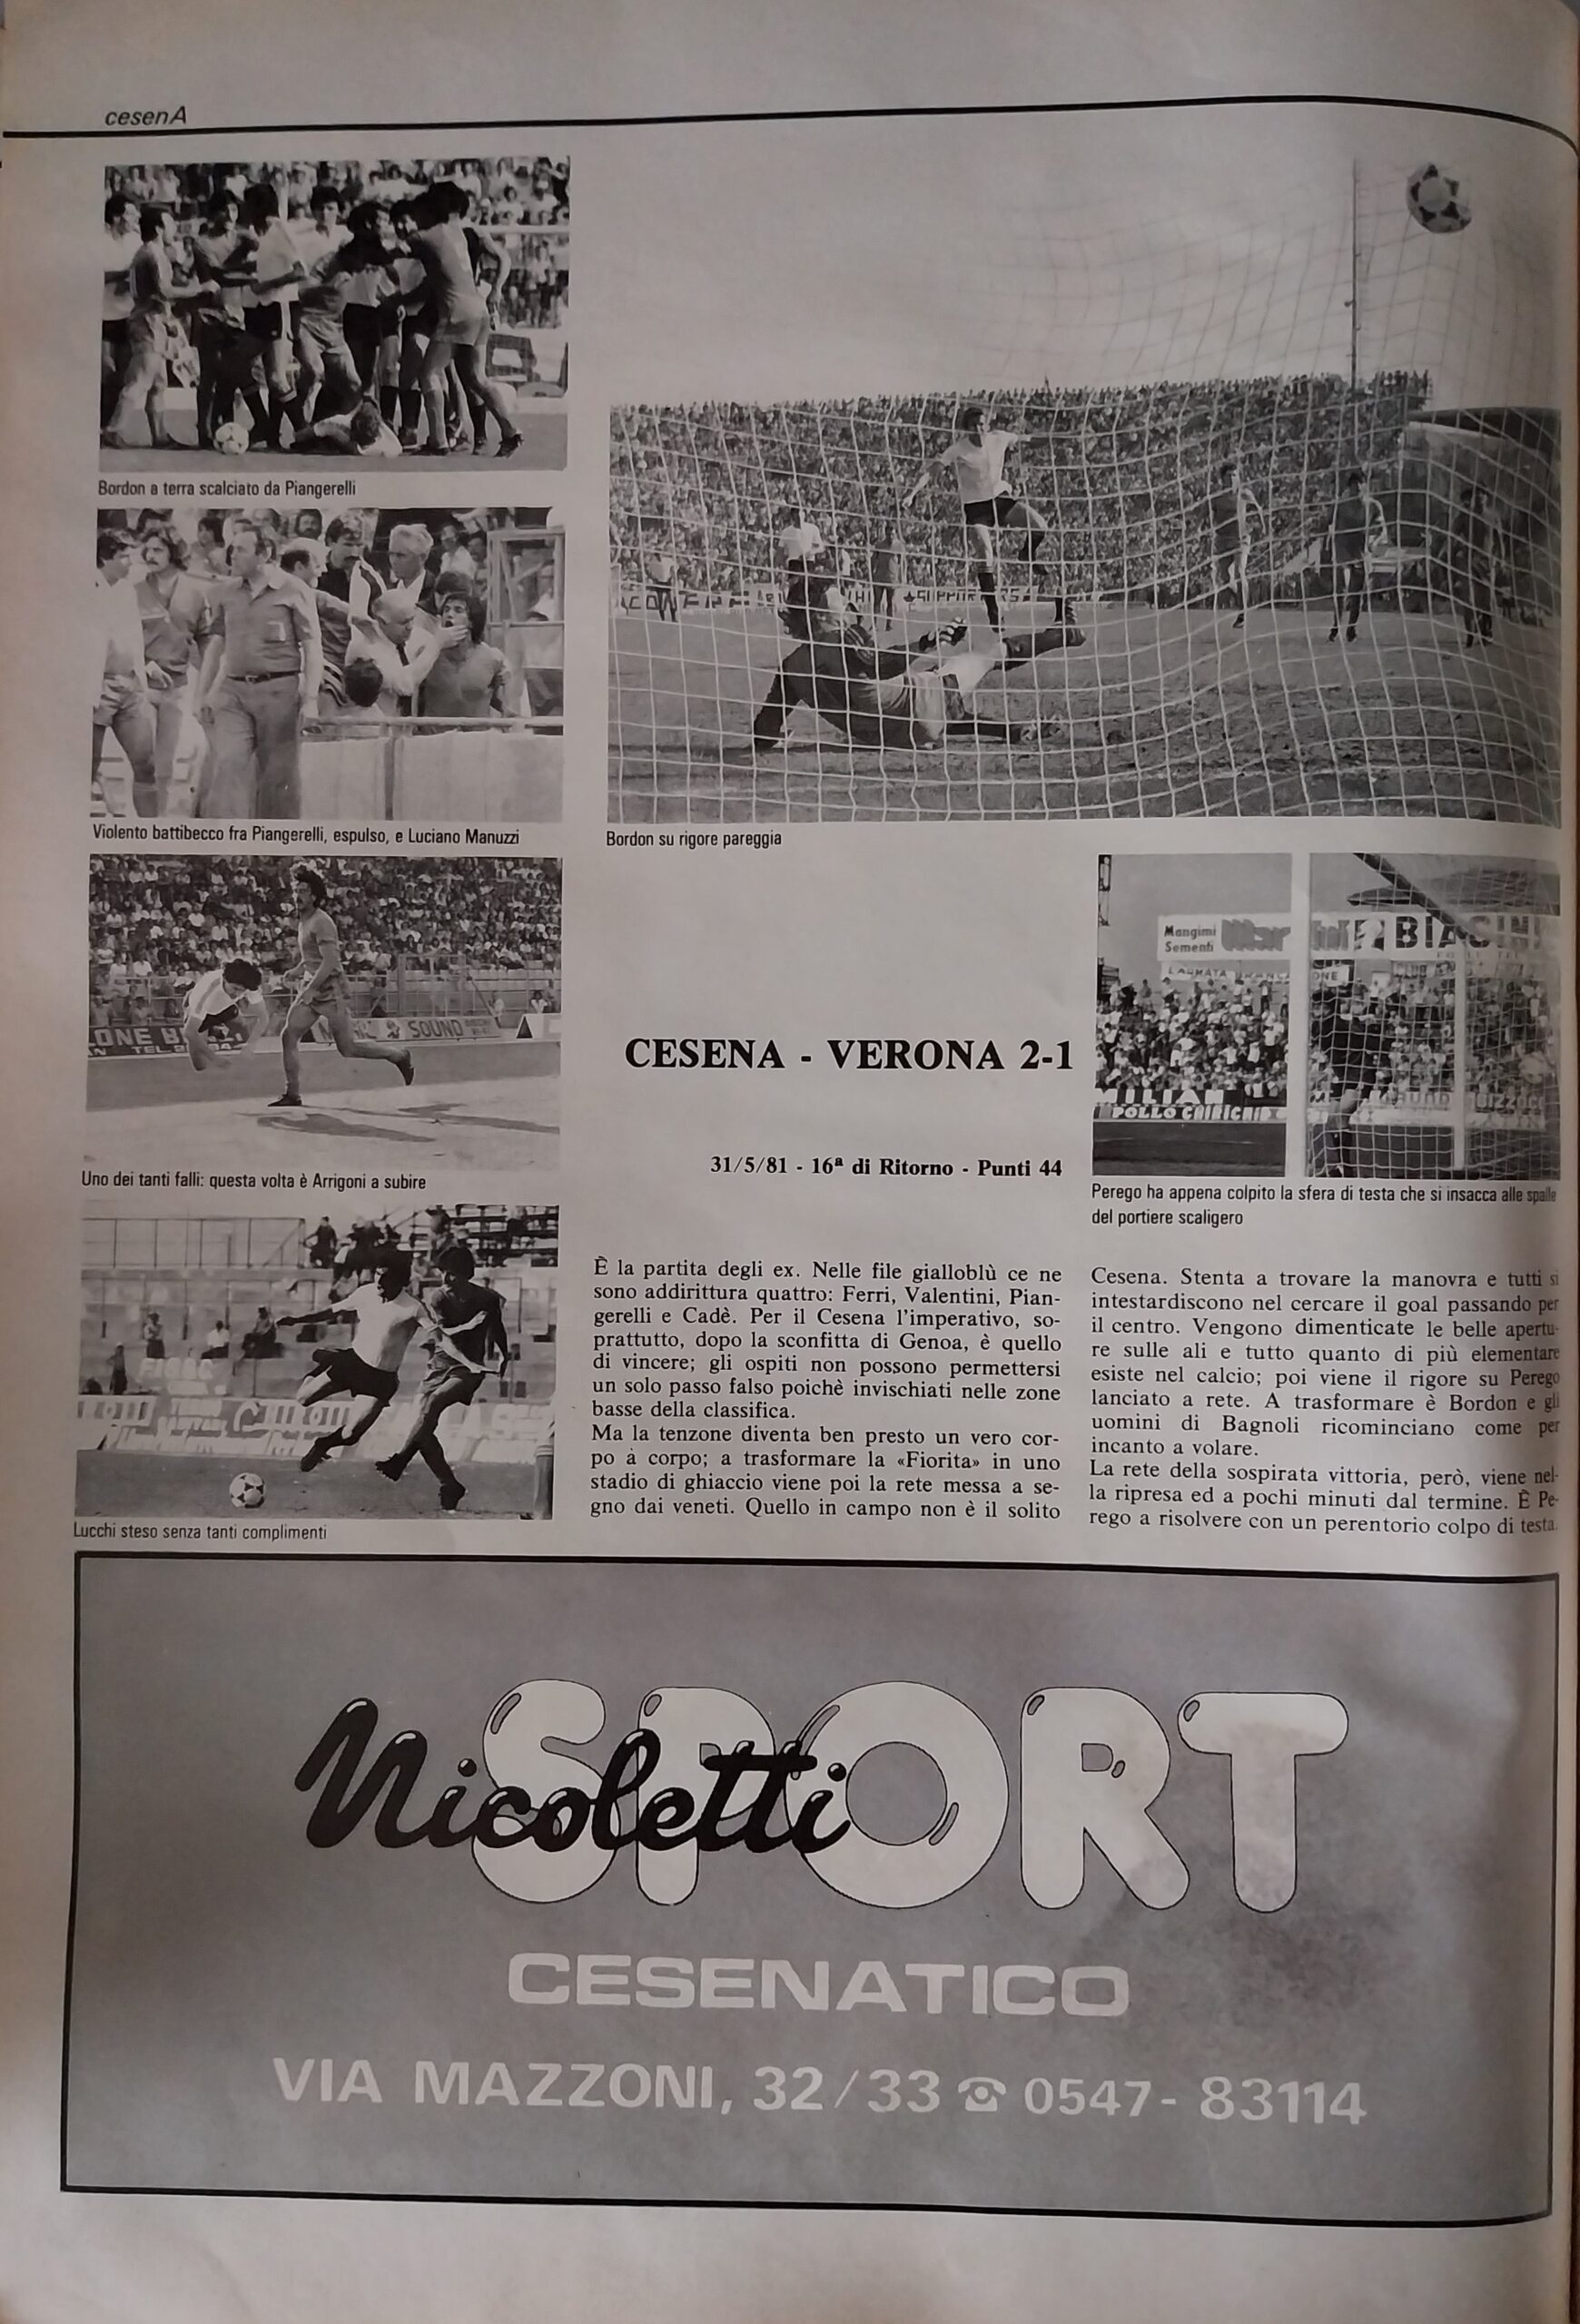 cesenA
Bordon a terra scalciato da Piangerelli
Violento battibecco fra Piangerelli, espulso, e Luciano Manuzzi
Bordon su rigore pareggia
SOUND
Uno dei tanti falli: questa volta è Arrigoni a subire
Lucchi steso senza tanti complimenti
CESENA - VERONA 2-1
31/5/81 - 16ª di Ritorno - Punti 44
Mangimi
Sementi
Perego ha appena colpito la sfera di testa che si insacca alle spalle
del portiere scaligero
È la partita degli ex. Nelle file gialloblù ce ne
sono addirittura quattro: Ferri, Valentini, Pian-
gerelli e Cadè. Per il Cesena l'imperativo, so-
prattutto, dopo la sconfitta di Genoa, è quello
di vincere; gli ospiti non possono permettersi
un solo passo falso poichè invischiati nelle zone
basse della classifica.
Ma la tenzone diventa ben presto un vero cor-
po a corpo; a trasformare la «Fiorita» in uno
stadio di ghiaccio viene poi la rete messa a se-
gno dai veneti. Quello in campo non è il solito
Cesena. Stenta a trovare la manovra e tutti si
intestardiscono nel cercare il goal passando per
il centro. Vengono dimenticate le belle apertu-
re sulle ali e tutto quanto di più elementare
esiste nel calcio; poi viene il rigore su Perego
lanciato a rete. A trasformare è Bordon e gli
uomini di Bagnoli ricominciano come per
incanto a volare.
La rete della sospirata vittoria, però, viene nel-
la ripresa ed a pochi minuti dal termine. È Pe-
rego a risolvere con un perentorio colpo di testa.
Nicoletti SPORT
CESENATICO
VIA MAZZONI, 32/33 ☎ 0547- 83114